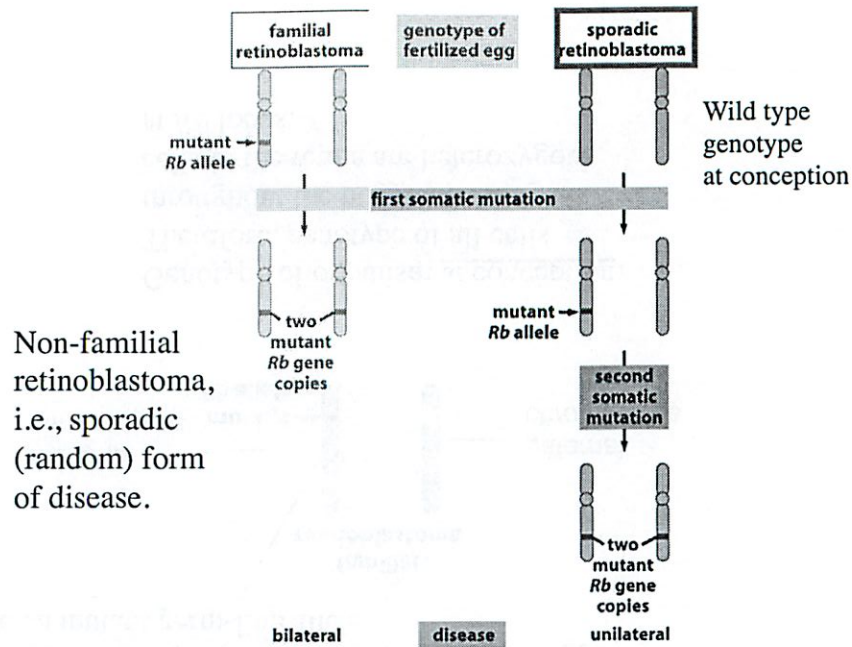 familial
retinoblastoma
genotype of
fertilized egg
sporadic
retinoblastoma
mutant
Rb allele
Wild type
genotype
at conception
first somatic mutation
two
mutant
Rb gene
copies
mutant
Rb allele
Non-familial
retinoblastoma,
i.e., sporadic
(random) form
of disease.
second
somatic
mutation
two
mutant
Rb gene
copies
bilateral
disease
unilateral